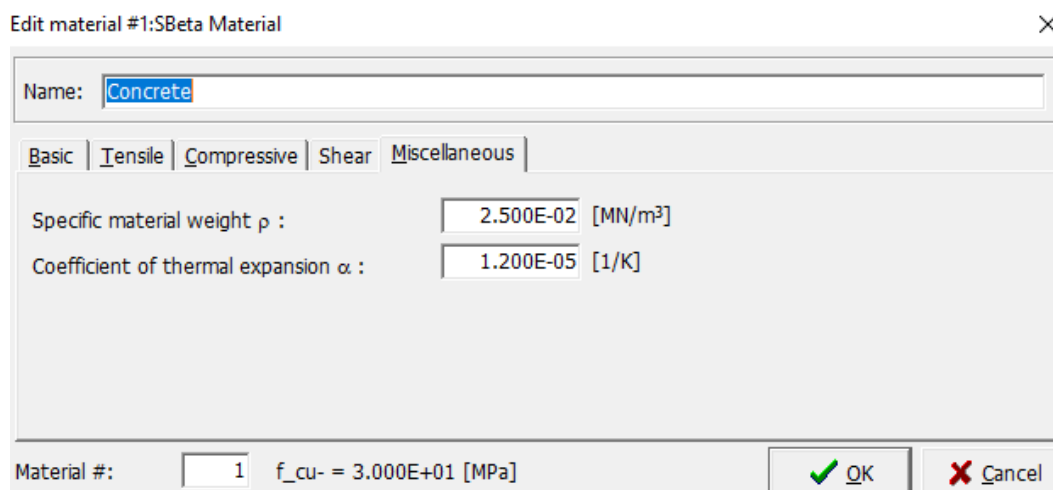 Edit material #1:SBeta Material
Name: Concrete
Basic Tensile Compressive Shear Miscellaneous
Specific material weight ρ : 2.500E-02 [MN/m³]
Coefficient of thermal expansion α : 1.200E-05 [1/K]
Material #: 1 f_cu- = 3.000E+01 [MPa] OK Cancel